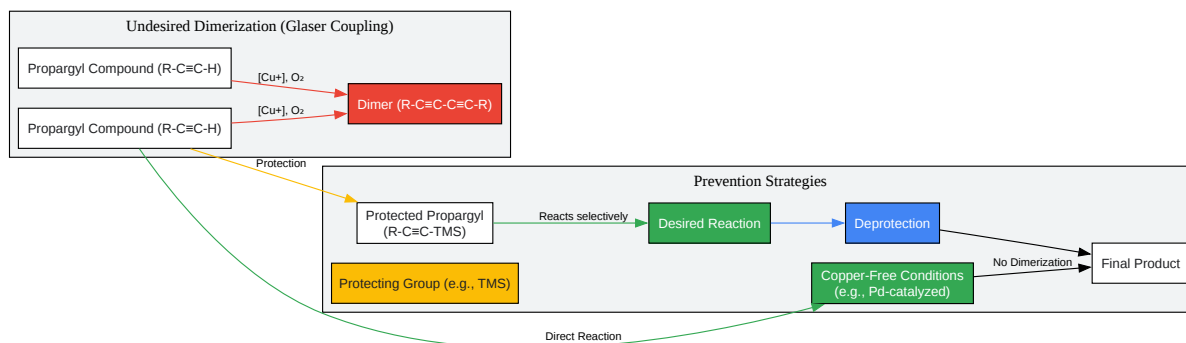 Undesired Dimerization (Glaser Coupling)
Propargyl Compound (R-C≡C-H)
[Cu+], O₂
Dimer (R-C≡C-C≡C-R)
Propargyl Compound (R-C≡C-H)
[Cu+], O₂
Protection
Prevention Strategies
Protected Propargyl
(R-C≡C-TMS)
Reacts selectively
Desired Reaction
Deprotection
Protecting Group (e.g., TMS)
Copper-Free Conditions
(e.g., Pd-catalyzed)
No Dimerization
Final Product
Direct Reaction